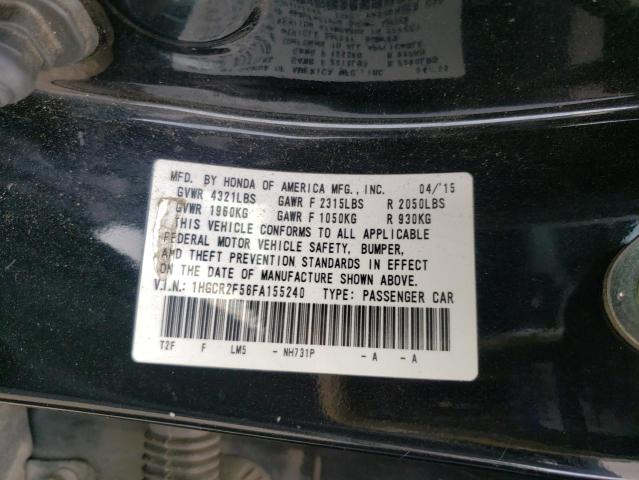 MFD. BY HONDA OF AMERICA MFG., INC. 04/15
GVWR 4321LBS GAWR F 2315LBS R 2050LBS
GVWR 1960KG GAWR F 1050KG R 930KG
THIS VEHICLE CONFORMS TO ALL APPLICABLE
FEDERAL MOTOR VEHICLE SAFETY, BUMPER,
AND THEFT PREVENTION STANDARDS IN EFFECT
ON THE DATE OF MANUFACTURE SHOWN ABOVE.
V.I.N.: 1HGCR2F56FA155240 TYPE: PASSENGER CAR
T2F F LM5 - NH731P - A - A